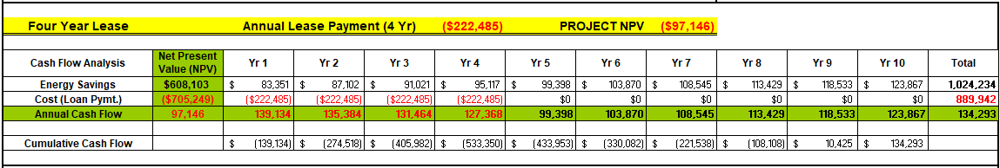 Four Year Lease Annual Lease Payment (4 Yr) ($222,485) PROJECT NPV ($97,146)
Cash Flow Analysis Net Present Value (NPV) Yr 1 Yr 2 Yr 3 Yr 4 Yr 5 Yr 6 Yr 7 Yr 8 Yr 9 Yr 10 Total
Energy Savings $608,103 $ 83,351 $ 87,102 $ 91,021 $ 95,117 $ 99,398 $ 103,870 $ 108,545 $ 113,429 $ 118,533 $ 123,867 1,024,234
Cost (Loan Pymt.) ($705,249) ($222,485) ($222,485) ($222,485) ($222,485) $0 $0 $0 $0 $0 $0 889,942
Annual Cash Flow 97,146 139,134 135,384 131,464 127,368 99,398 103,870 108,545 113,429 118,533 123,867 134,293
Cumulative Cash Flow $ (139,134) $ (274,518) $ (405,982) $ (533,350) $ (433,953) $ (330,082) $ (221,538) $ (108,108) $ 10,425 $ 134,293